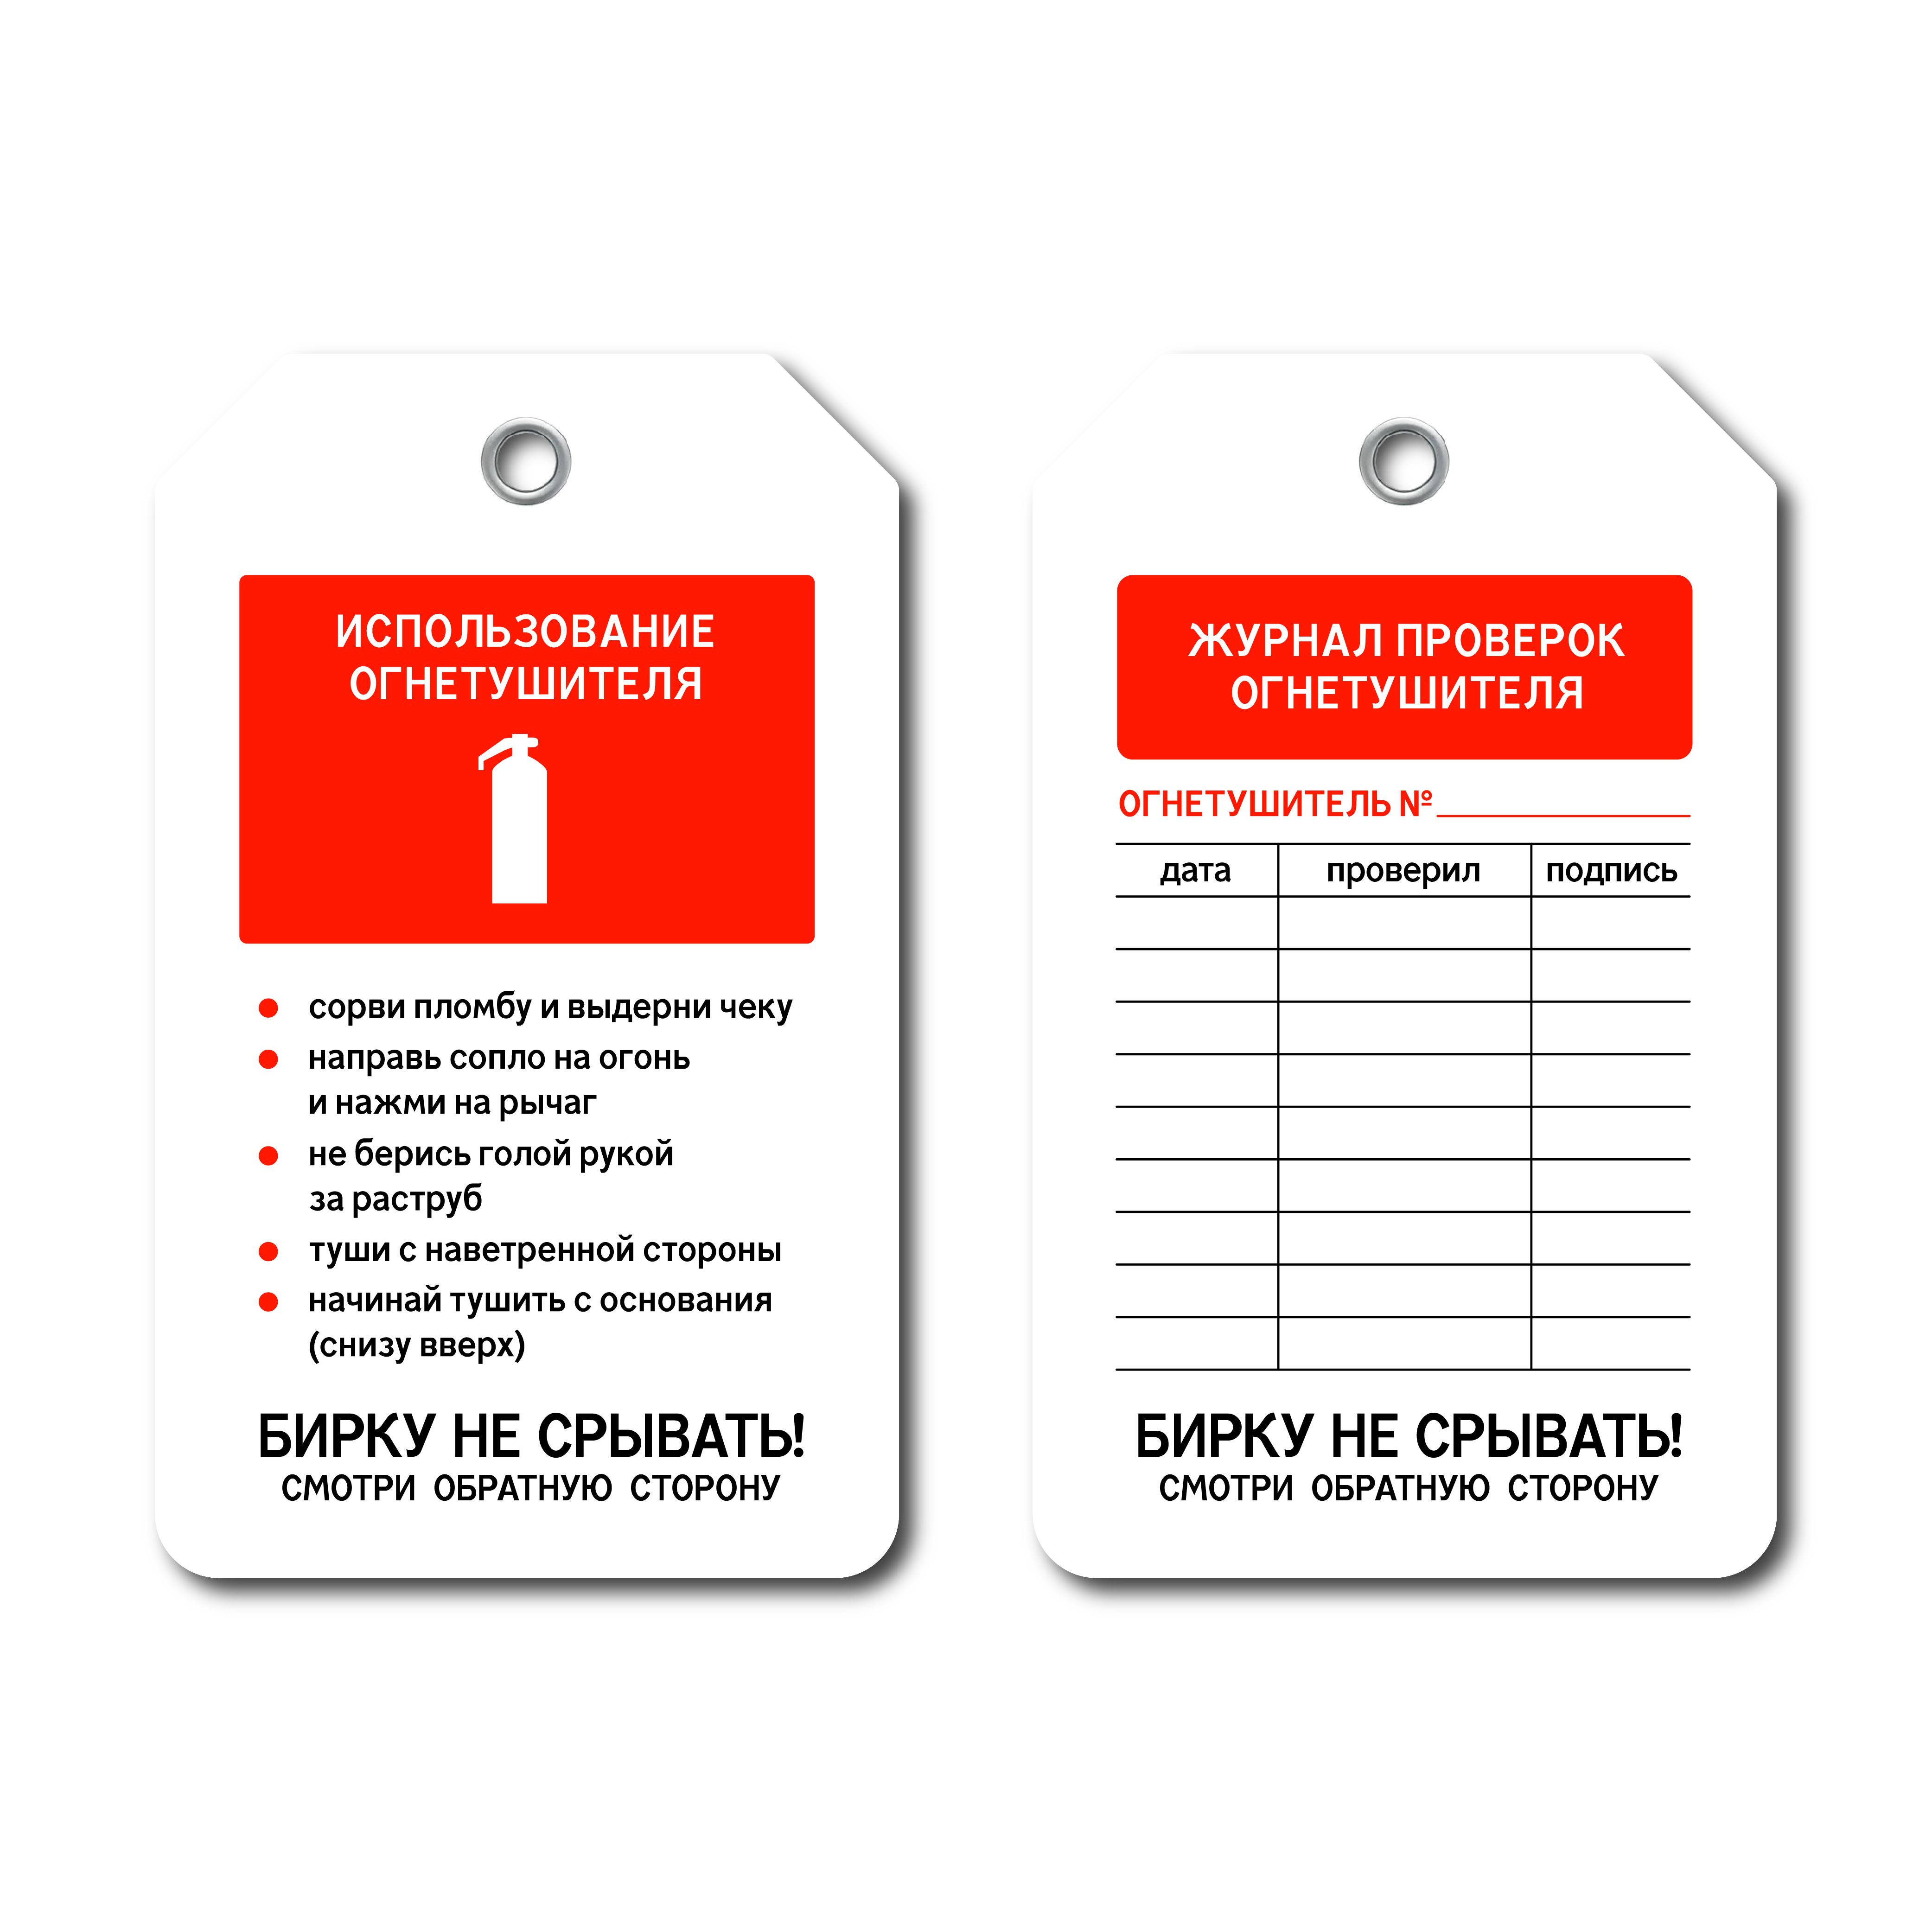 ИСПОЛЬЗОВАНИЕ
ОГНЕТУШИТЕЛЯ
сорви пломбу и выдерни чеку
направь сопло на огонь
и нажми на рычаг
не берись голой рукой
за раструб
туши с наветренной стороны
начинай тушить с основания
(снизу вверх)
БИРКУ НЕ СРЫВАТЬ!
СМОТРИ ОБРАТНУЮ СТОРОНУ
ЖУРНАЛ ПРОВЕРОК
ОГНЕТУШИТЕЛЯ
ОГНЕТУШИТЕЛЬ №
дата проверил подпись
БИРКУ НЕ СРЫВАТЬ!
СМОТРИ ОБРАТНУЮ СТОРОНУ